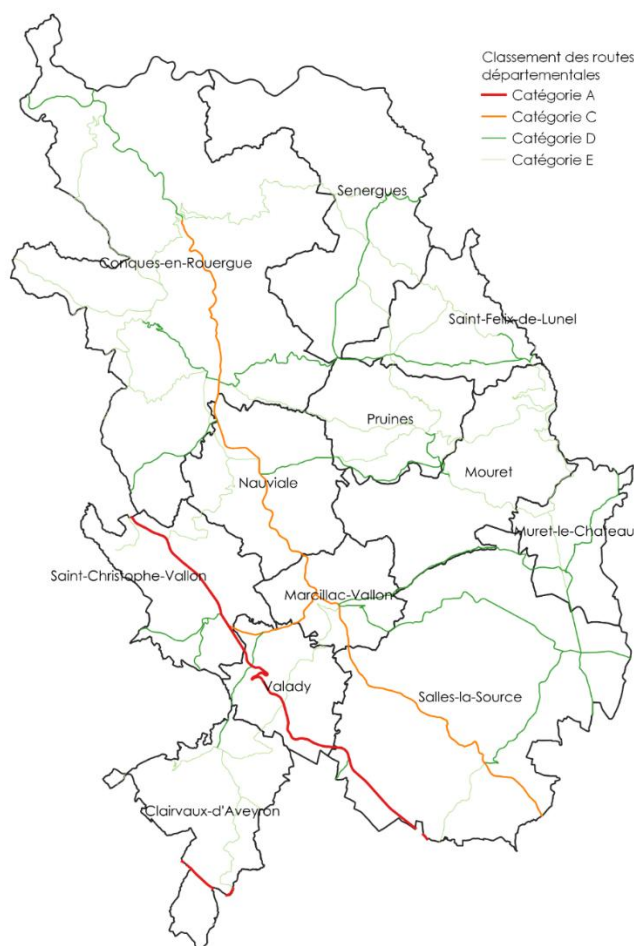 Classement des routes
départementales
Catégorie A
Catégorie C
Catégorie D
Catégorie E
Senergues
Conques-en-Rouergue
Saint-Felix-de-Lunel
Pruines
Mouret
Nauviale
Muret-le-Chateau
Saint-Christophe-Vallon
Marcillac-Vallon
Valady
Salles-la-Source
Clairvaux-d'Aveyron